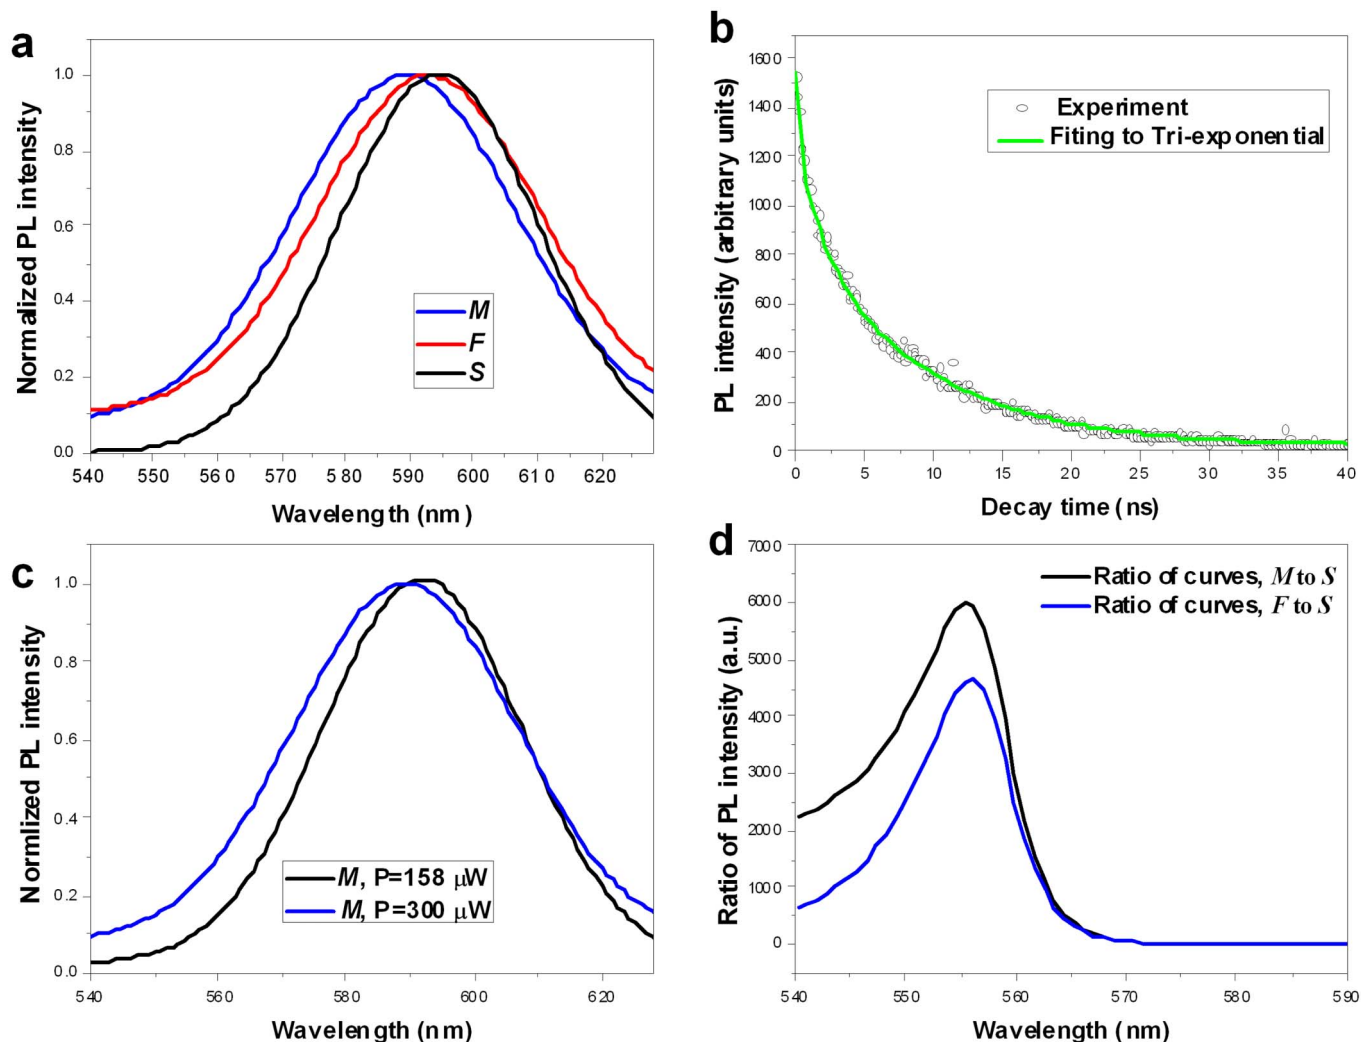 a
Normalized PL intensity
1.0
0.8
0.6
0.4
0.2
0.0
M
F
S
540 550 560 570 580 590 600 610 620
Wavelength (nm)
b
PL intensity (arbitrary units)
1600
1400
1200
1000
800
600
400
200
0
Experiment
Fiting to Tri-exponential
0 5 10 15 20 25 30 35 40
Decay time (ns)
c
Normlized PL intensity
1.0
0.8
0.6
0.4
0.2
0.0
M, P=158 μW
M, P=300 μW
540 560 580 600 620
Wavelength (nm)
d
Ratio of PL intensity (a.u.)
7000
6000
5000
4000
3000
2000
1000
0
Ratio of curves, M to S
Ratio of curves, F to S
540 550 560 570 580 590
Wavelength (nm)